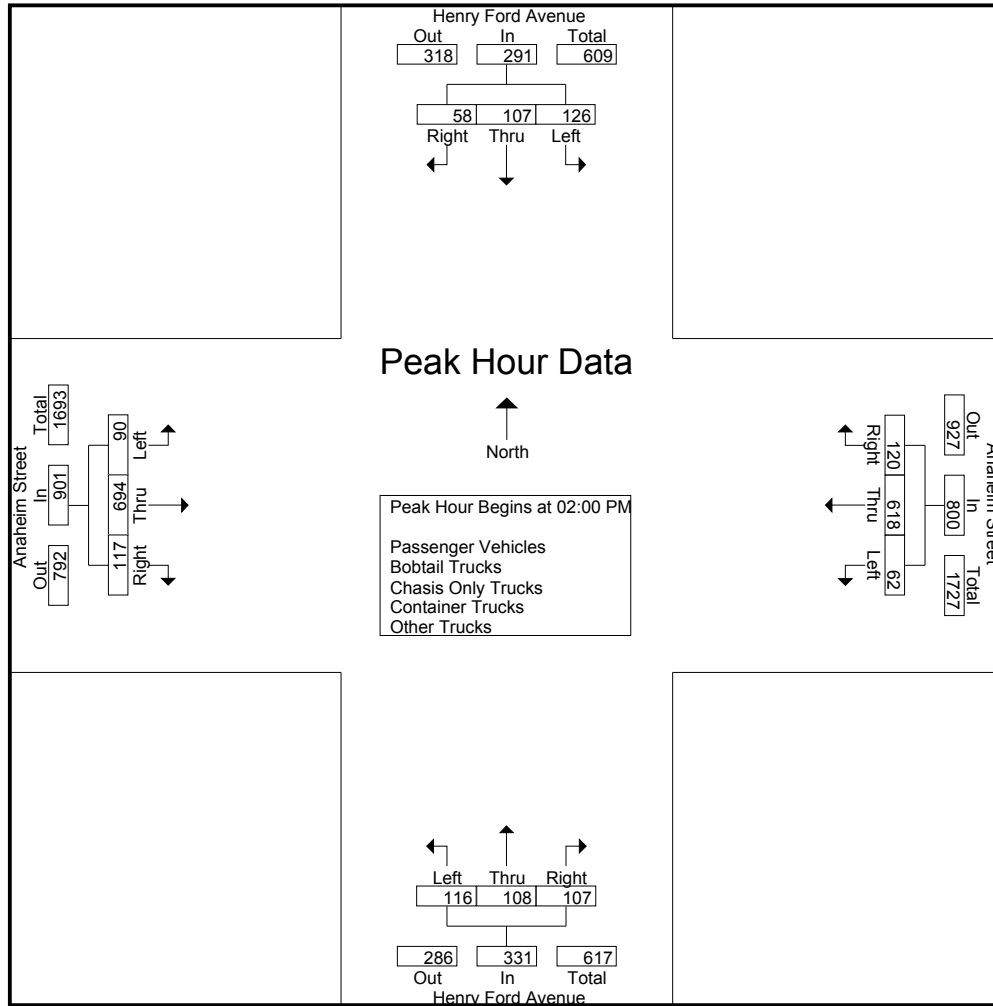 Henry Ford Avenue
Out In Total
318 291 609
58 107 126
Right Thru Left
Peak Hour Data
North
Peak Hour Begins at 02:00 PM
Passenger Vehicles
Bobtail Trucks
Chasis Only Trucks
Container Trucks
Other Trucks
Anaheim Street
Total In Out
1693 901 792
90 694 117
Left Thru Right
Anaheim Street
Out In Total
927 800 1727
120 618 62
Right Thru Left
Left Thru Right
116 108 107
286 331 617
Out In Total
Henry Ford Avenue